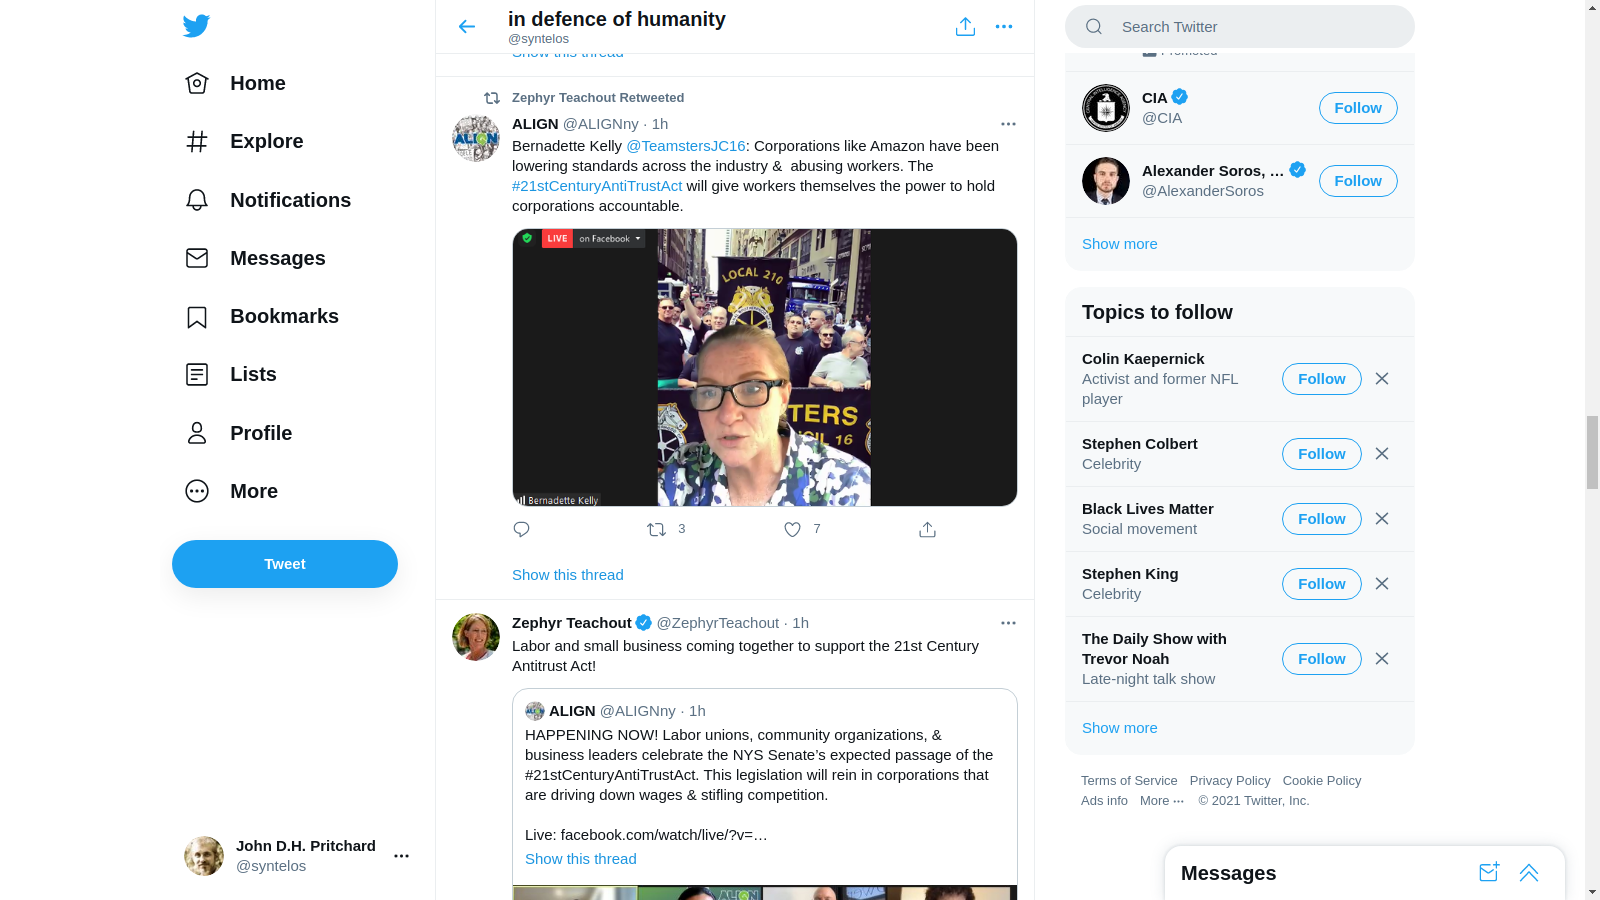 Home
Explore
Notifications
Messages
Bookmarks
Lists
Profile
More
Tweet
John D.H. Pritchard
@syntelos
in defence of humanity
@syntelos
Show this thread
Zephyr Teachout Retweeted
ALIGN @ALIGNny · 1h
Bernadette Kelly @TeamstersJC16: Corporations like Amazon have been
lowering standards across the industry & abusing workers. The
#21stCenturyAntiTrustAct will give workers themselves the power to hold
corporations accountable.
LIVE on Facebook
LOCAL 210
TERS
CIL 16
Bernadette Kelly
3
7
Show this thread
Zephyr Teachout @ZephyrTeachout · 1h
Labor and small business coming together to support the 21st Century
Antitrust Act!
ALIGN @ALIGNny · 1h
HAPPENING NOW! Labor unions, community organizations, &
business leaders celebrate the NYS Senate’s expected passage of the
#21stCenturyAntiTrustAct. This legislation will rein in corporations that
are driving down wages & stifling competition.
Live: facebook.com/watch/live/?v=…
Show this thread
ALIGN
Search Twitter
Promoted
CIA
@CIA
Follow
Alexander Soros, ...
@AlexanderSoros
Follow
Show more
Topics to follow
Colin Kaepernick
Activist and former NFL
player
Follow
Stephen Colbert
Celebrity
Follow
Black Lives Matter
Social movement
Follow
Stephen King
Celebrity
Follow
The Daily Show with
Trevor Noah
Late-night talk show
Follow
Show more
Terms of Service Privacy Policy Cookie Policy
Ads info More ··· © 2021 Twitter, Inc.
Messages